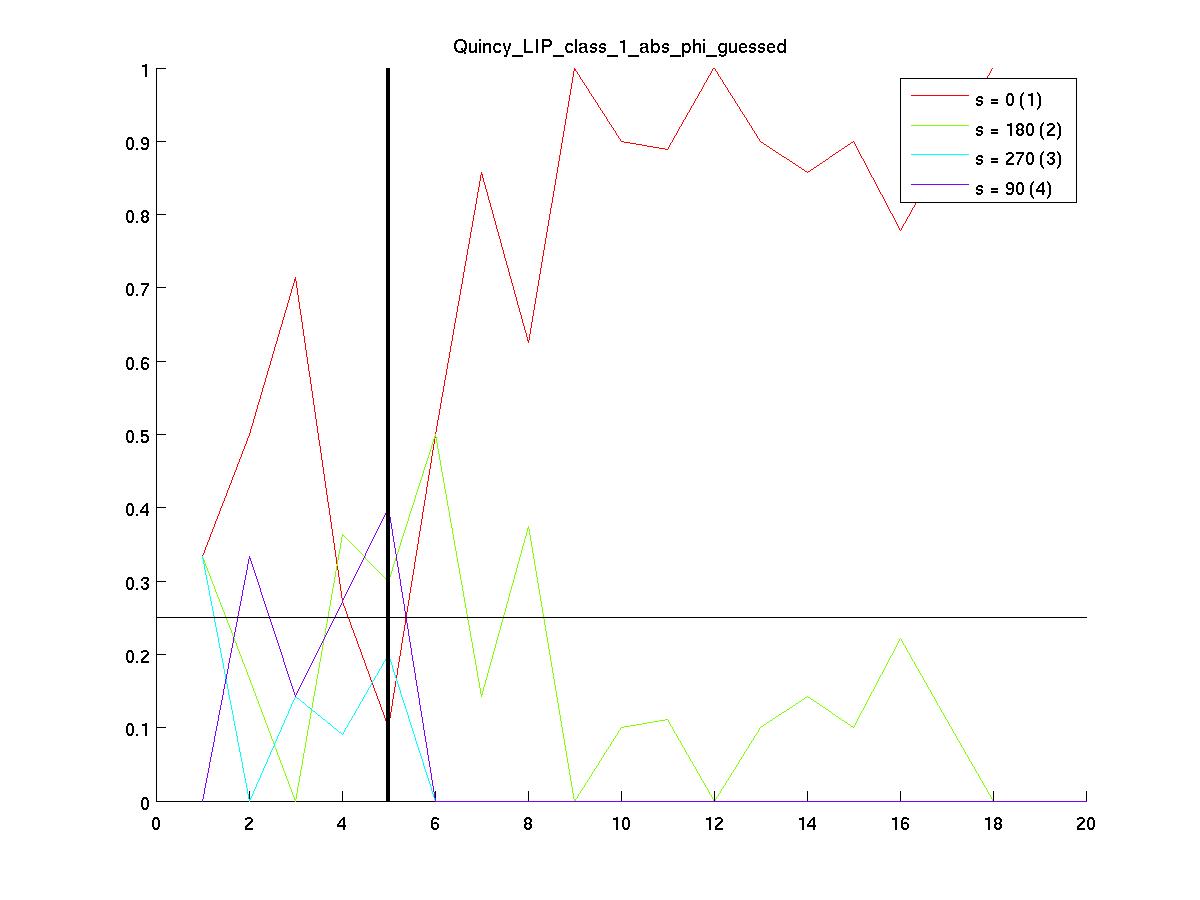 Quincy_LIP_class_1_abs_phi_guessed
1
0.9
0.8
0.7
0.6
0.5
0.4
0.3
0.2
0.1
0
s = 0 (1)
s = 180 (2)
s = 270 (3)
s = 90 (4)
0 2 4 6 8 10 12 14 16 18 20